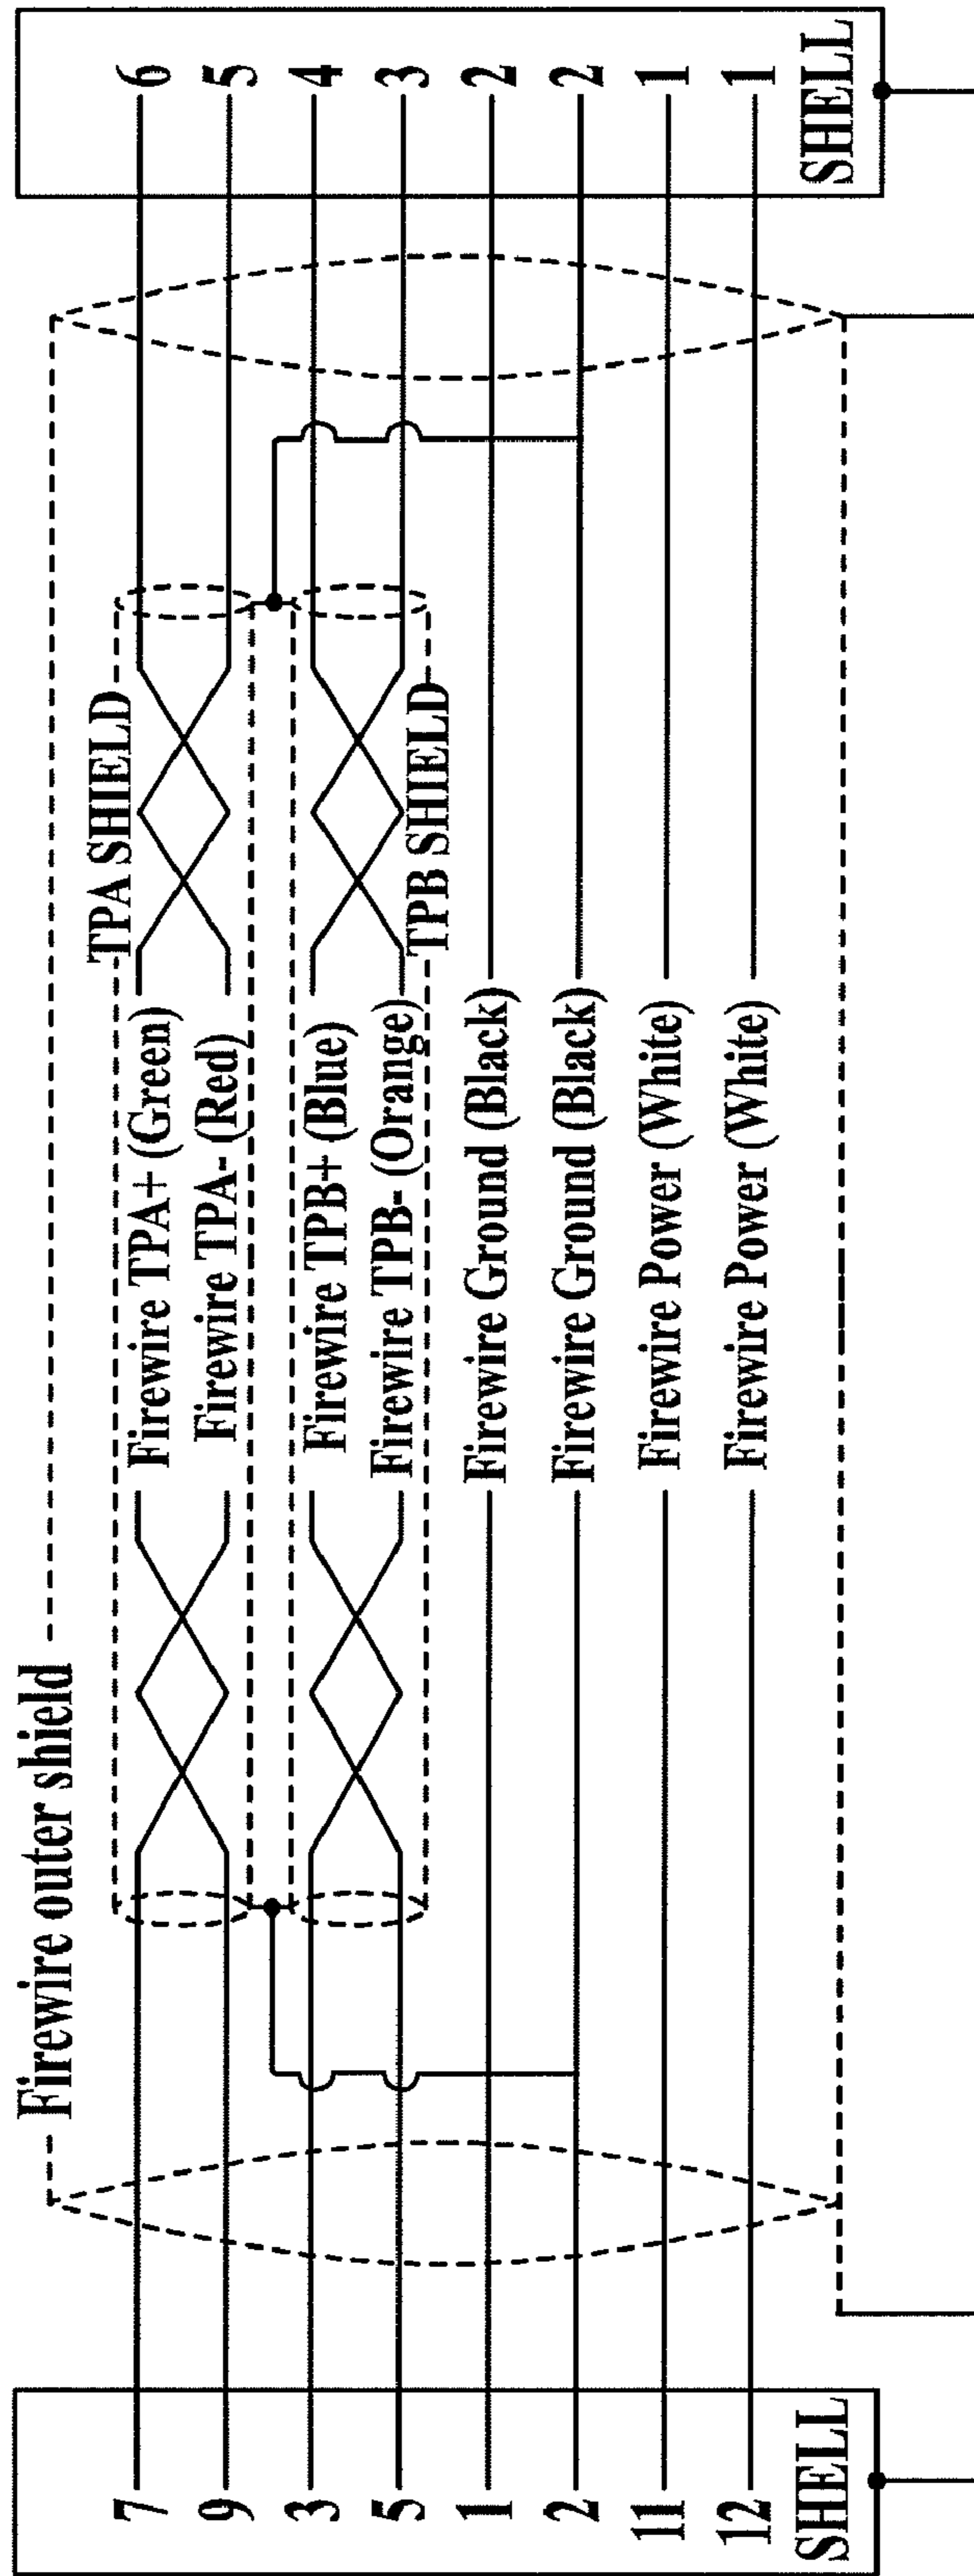 Firewire outer shield
TPA SHIELD
7 Firewire TPA+ (Green) 6
9 Firewire TPA- (Red) 5
3 Firewire TPB+ (Blue) 4
5 Firewire TPB- (Orange) 3
TPB SHIELD
1 Firewire Ground (Black) 2
2 Firewire Ground (Black) 2
11 Firewire Power (White) 1
12 Firewire Power (White) 1
SHELL SHELL